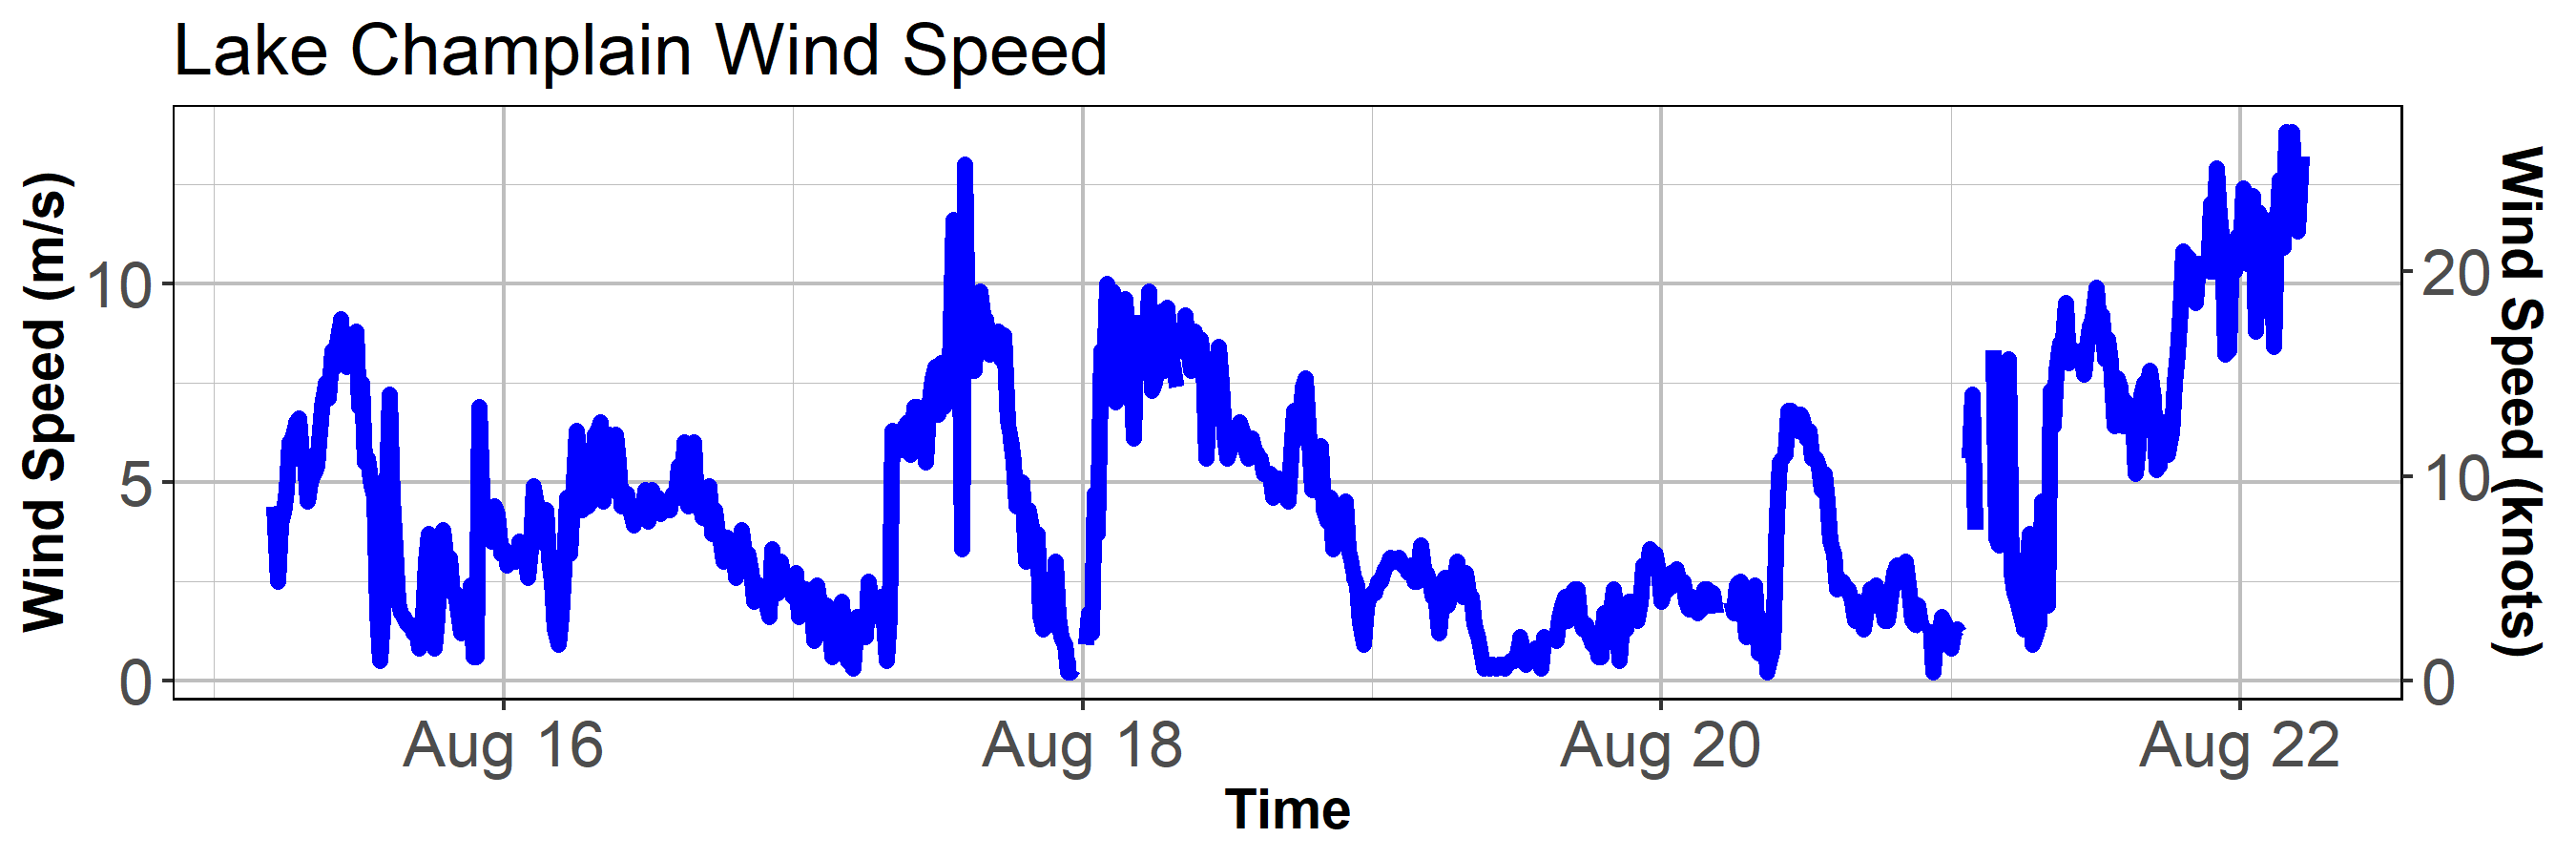 Lake Champlain Wind Speed
Wind Speed (m/s)
10
5
0
20
10
0
Wind Speed (knots)
Aug 16 Aug 18 Aug 20 Aug 22
Time